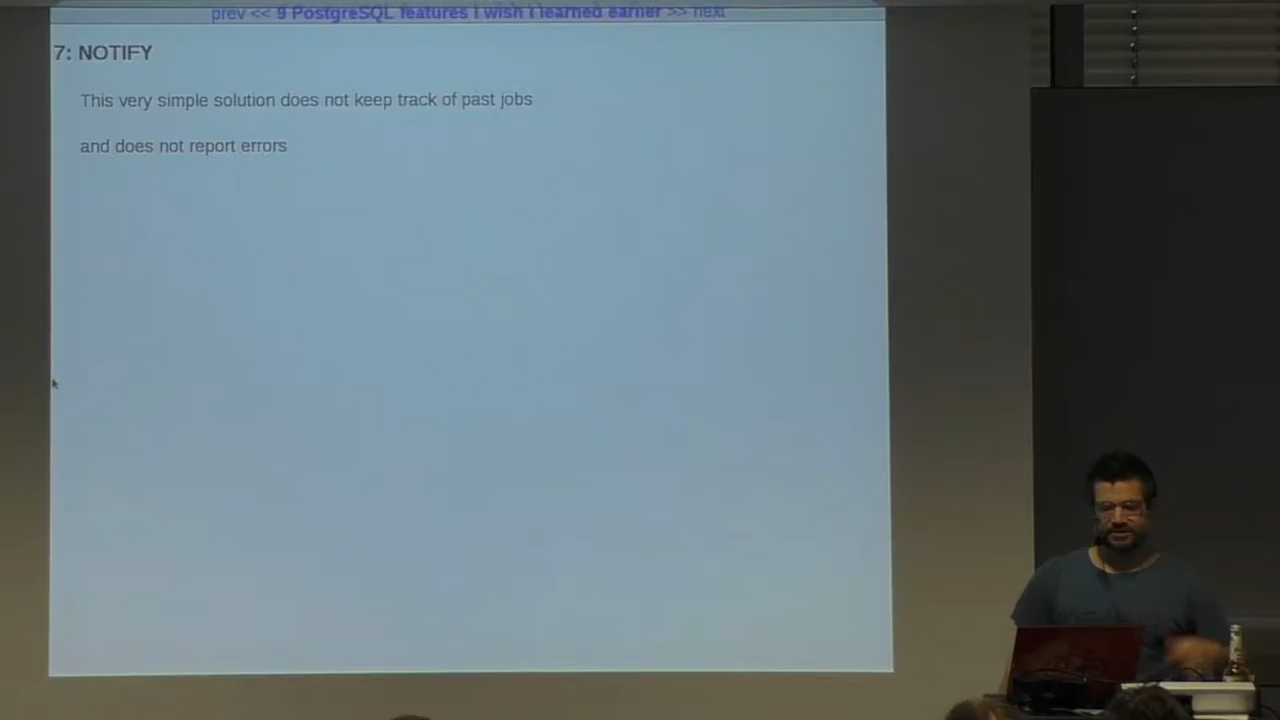 prev << 9 PostgreSQL features I wish I learned earlier >> next
7: NOTIFY
This very simple solution does not keep track of past jobs
and does not report errors